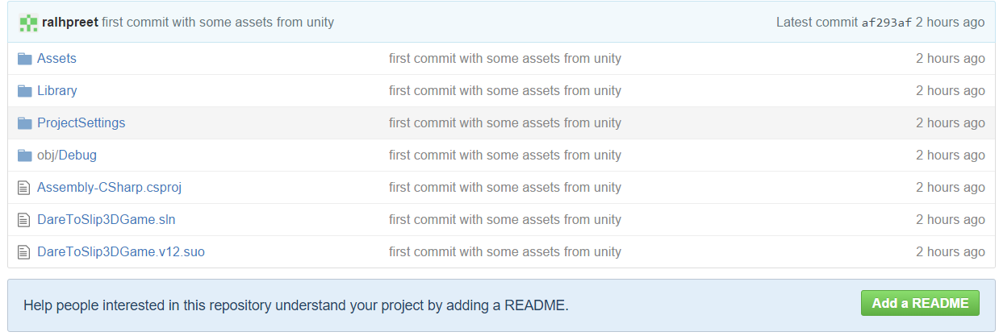 ralhpreet first commit with some assets from unity Latest commit af293af 2 hours ago
Assets first commit with some assets from unity 2 hours ago
Library first commit with some assets from unity 2 hours ago
ProjectSettings first commit with some assets from unity 2 hours ago
obj/Debug first commit with some assets from unity 2 hours ago
Assembly-CSharp.csproj first commit with some assets from unity 2 hours ago
DareToSlip3DGame.sln first commit with some assets from unity 2 hours ago
DareToSlip3DGame.v12.suo first commit with some assets from unity 2 hours ago
Help people interested in this repository understand your project by adding a README. Add a README